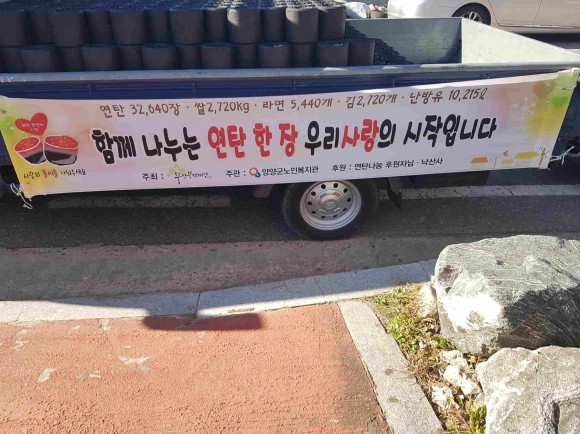 연탄 32,640장 · 쌀2,720kg · 라면 5,440개 · 김2,720개 · 난방유 10,215ℓ
함께 나누는 연탄 한 장 우리사랑의 시작입니다
주최 : 주관 : 양양군노인복지관 후원 : 연탄나눔 후원자님 · 낙산사